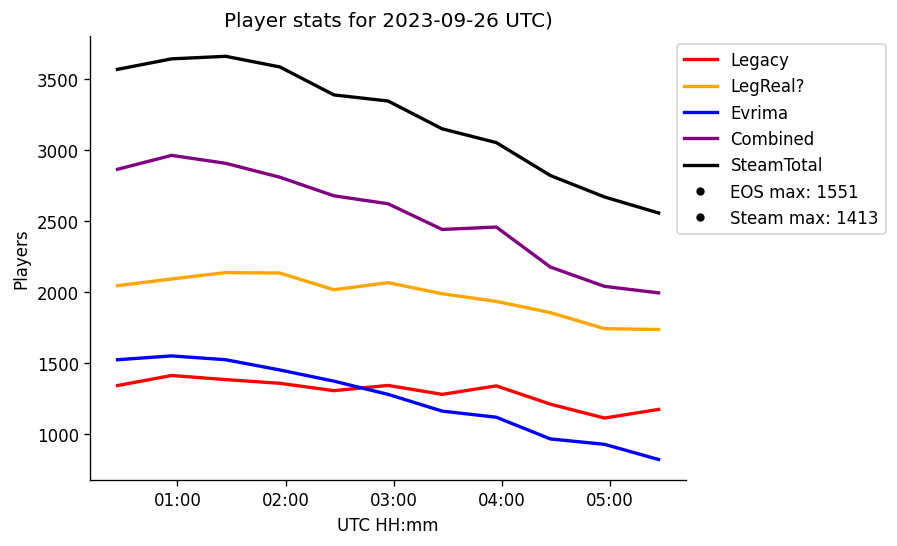 Player stats for 2023-09-26 UTC)
Players
3500
3000
2500
2000
1500
1000
01:00
02:00
03:00
04:00
05:00
UTC HH:mm
Legacy
LegReal?
Evrima
Combined
SteamTotal
EOS max: 1551
Steam max: 1413